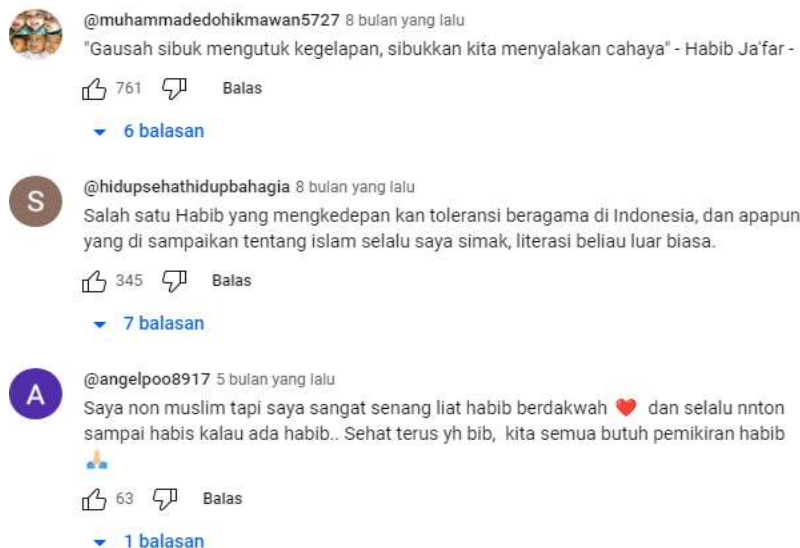 @muhammadedohikmawan5727 8 bulan yang lalu
"Gausah sibuk mengutuk kegelapan, sibukkan kita menyalakan cahaya" - Habib Ja'far -
761 Balas
6 balasan
S
@hidupsehathidupbahagia 8 bulan yang lalu
Salah satu Habib yang mengkedepan kan toleransi beragama di Indonesia, dan apapun
yang di sampaikan tentang islam selalu saya simak, literasi beliau luar biasa.
345 Balas
7 balasan
A
@angelpoo8917 5 bulan yang lalu
Saya non muslim tapi saya sangat senang liat habib berdakwah ❤️ dan selalu nnton
sampai habis kalau ada habib.. Sehat terus yh bib, kita semua butuh pemikiran habib
🙏🏻
63 Balas
1 balasan